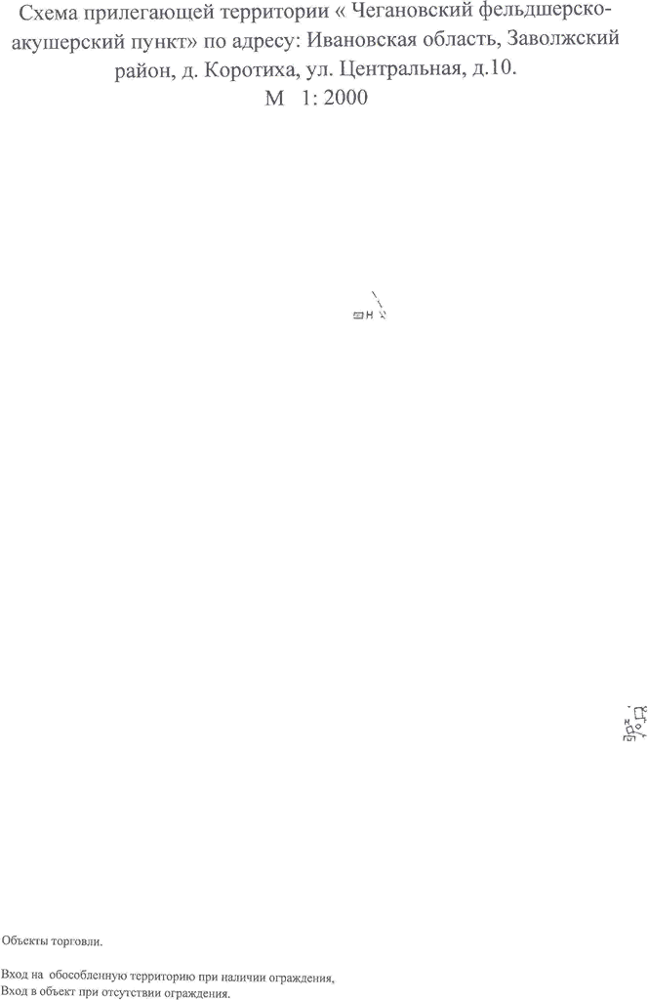 Схема прилегающей территории « Чегановский фельдшерско-
акушерский пункт» по адресу: Ивановская область, Заволжский
район, д. Коротиха, ул. Центральная, д.10.
М 1: 2000
Н
Н
Объекты торговли.
Вход на обособленную территорию при наличии ограждения,
Вход в объект при отсутствии ограждения.